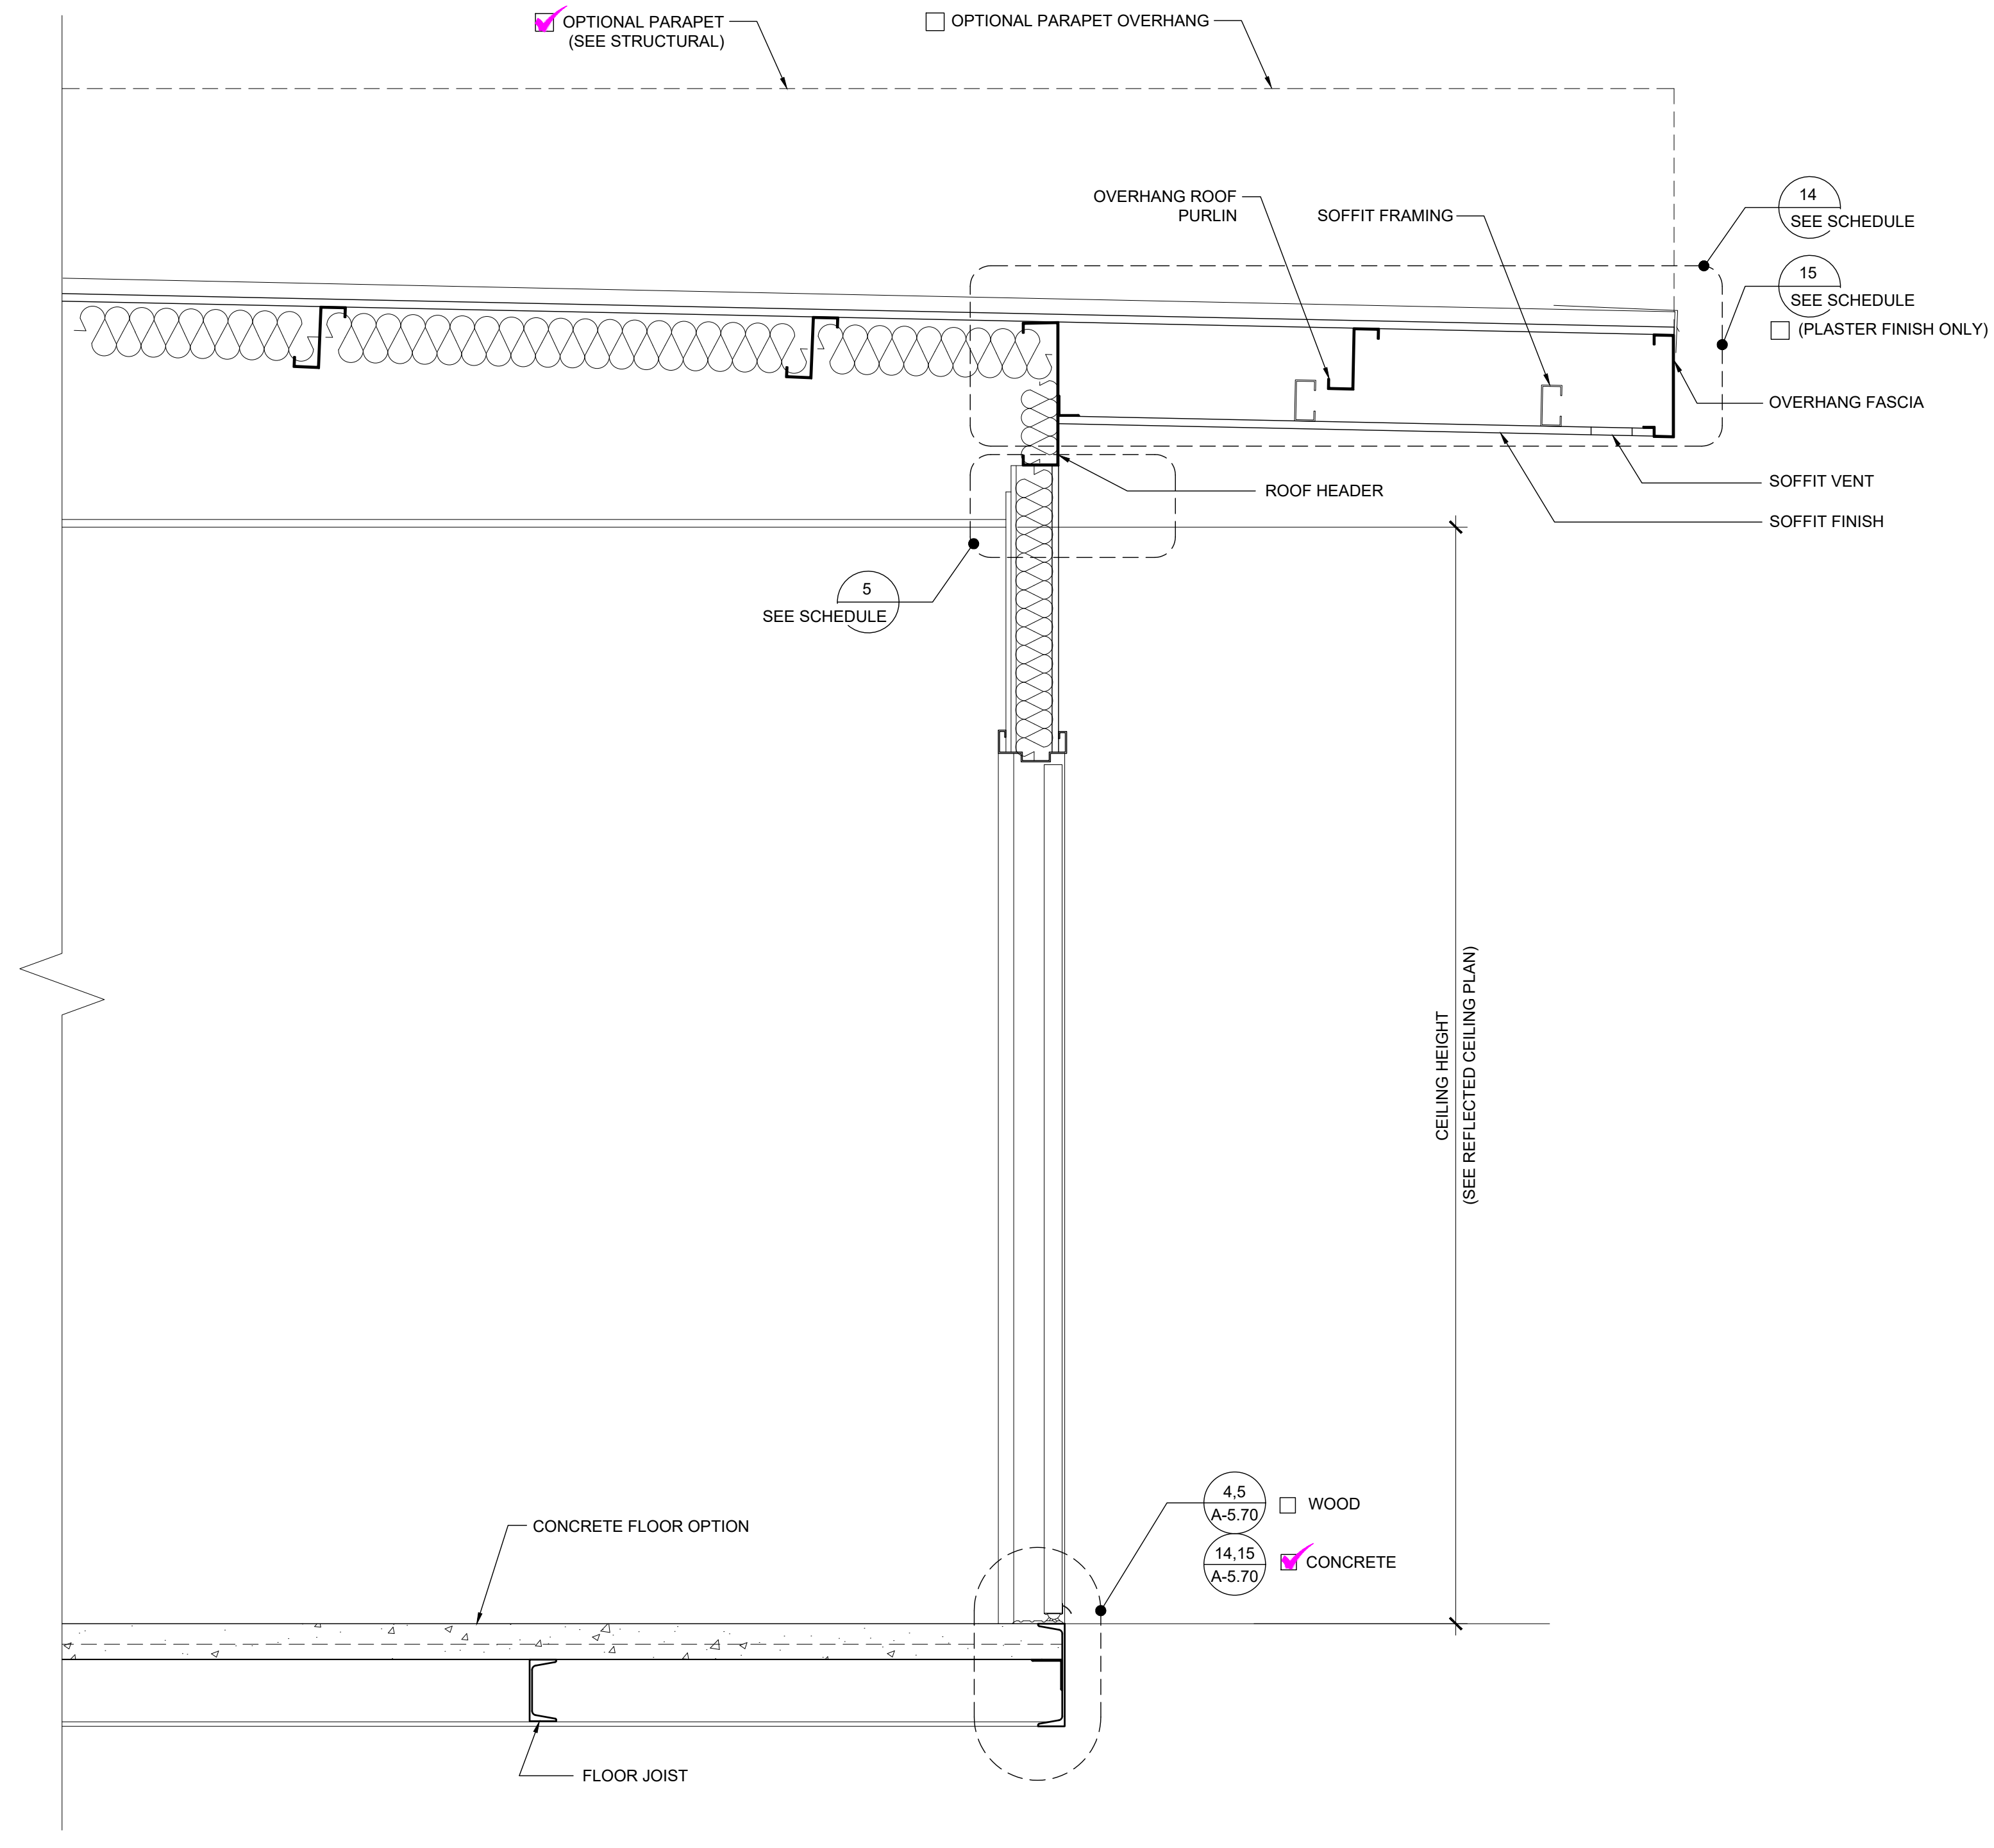 OPTIONAL PARAPET
(SEE STRUCTURAL)
OPTIONAL PARAPET OVERHANG
OVERHANG ROOF
PURLIN
SOFFIT FRAMING
14
SEE SCHEDULE
15
SEE SCHEDULE
(PLASTER FINISH ONLY)
OVERHANG FASCIA
SOFFIT VENT
SOFFIT FINISH
ROOF HEADER
5
SEE SCHEDULE
CEILING HEIGHT
(SEE REFLECTED CEILING PLAN)
4,5
A-5.70
WOOD
14,15
A-5.70
CONCRETE
CONCRETE FLOOR OPTION
FLOOR JOIST